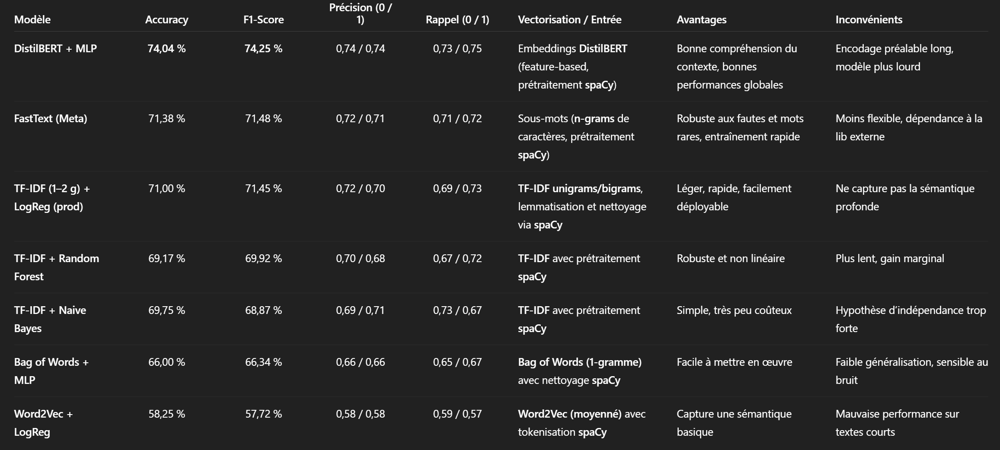 Modèle Accuracy F1-Score Précision (0 / 1) Rappel (0 / 1) Vectorisation / Entrée Avantages Inconvénients
DistilBERT + MLP 74,04 % 74,25 % 0,74 / 0,74 0,73 / 0,75 Embeddings DistilBERT Bonne compréhension du Encodage préalable long,
(feature-based, contexte, bonnes modèle plus lourd
prétraitement spaCy) performances globales
FastText (Meta) 71,38 % 71,48 % 0,72 / 0,71 0,71 / 0,72 Sous-mots (n-grams de Robuste aux fautes et mots Moins flexible, dépendance à la
caractères, prétraitement rares, entraînement rapide lib externe
spaCy)
TF-IDF (1–2 g) + 71,00 % 71,45 % 0,72 / 0,70 0,69 / 0,73 TF-IDF unigrams/bigrams, Léger, rapide, facilement Ne capture pas la sémantique
LogReg (prod) lemmatisation et nettoyage déployable profonde
via spaCy
TF-IDF + Random 69,17 % 69,92 % 0,70 / 0,68 0,67 / 0,72 TF-IDF avec prétraitement Robuste et non linéaire Plus lent, gain marginal
Forest spaCy
TF-IDF + Naive 69,75 % 68,87 % 0,69 / 0,71 0,73 / 0,67 TF-IDF avec prétraitement Simple, très peu coûteux Hypothèse d’indépendance trop
Bayes spaCy forte
Bag of Words + 66,00 % 66,34 % 0,66 / 0,66 0,65 / 0,67 Bag of Words (1-gramme) Facile à mettre en œuvre Faible généralisation, sensible au
MLP avec nettoyage spaCy bruit
Word2Vec + 58,25 % 57,72 % 0,58 / 0,58 0,59 / 0,57 Word2Vec (moyenné) avec Capture une sémantique Mauvaise performance sur
LogReg tokenisation spaCy basique textes courts